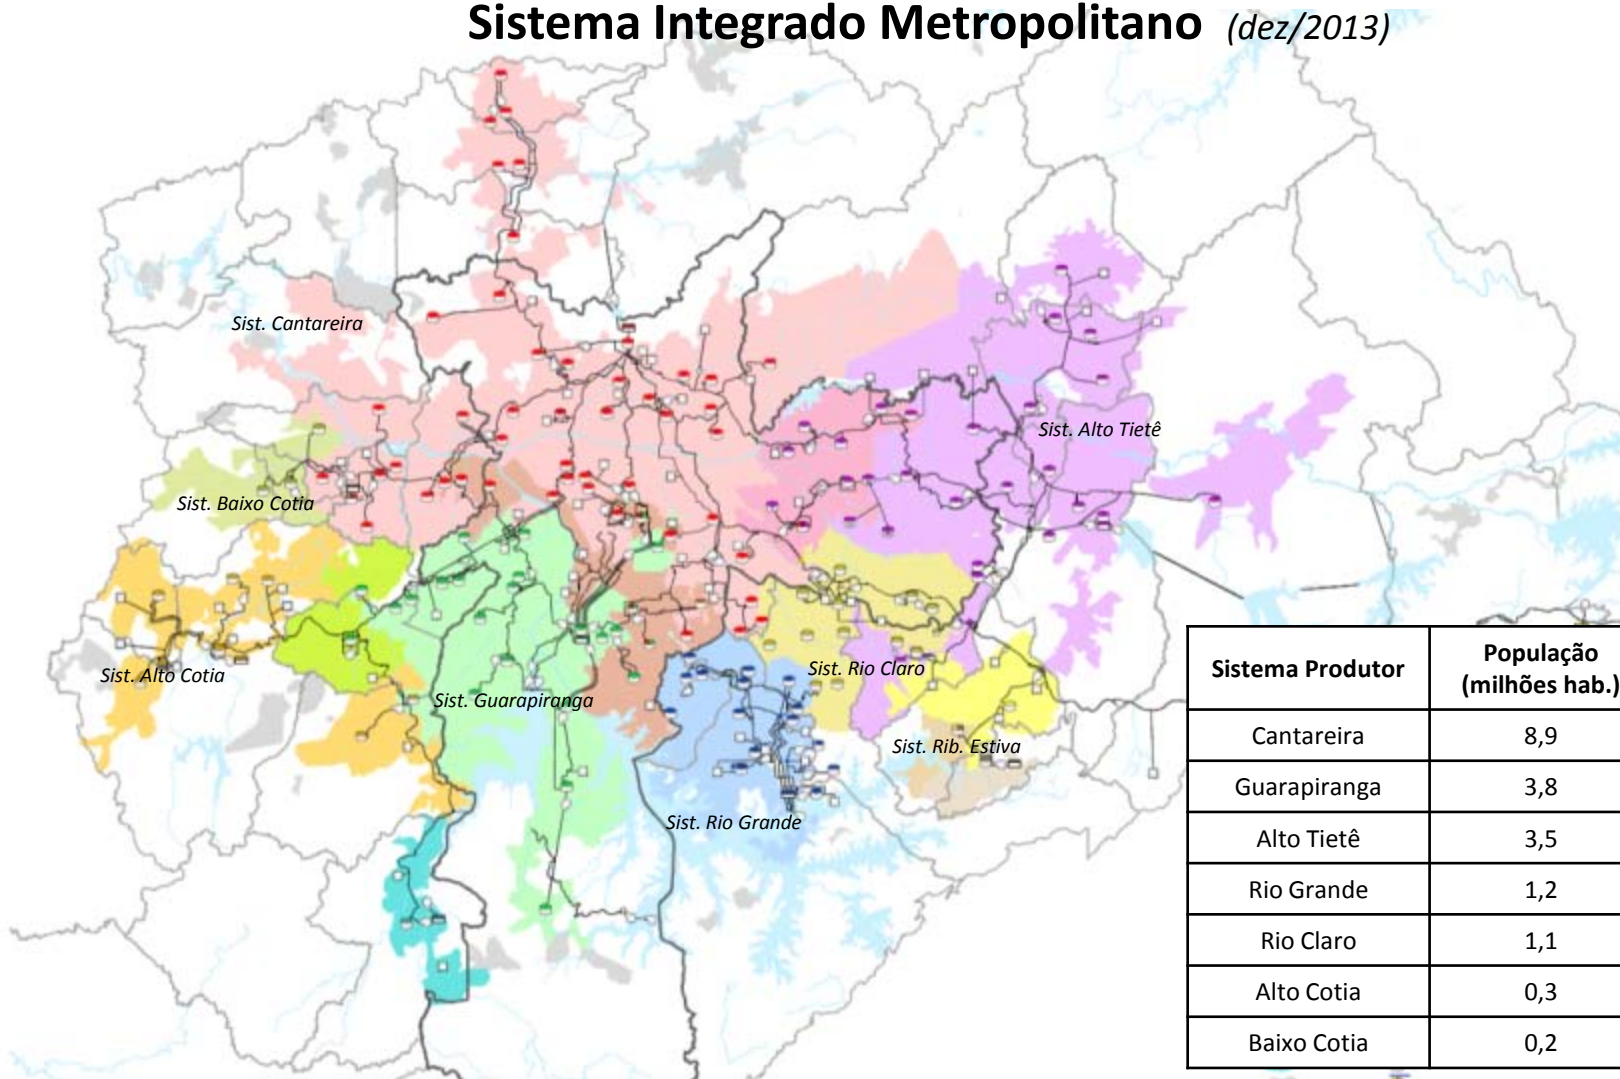 Sistema Integrado Metropolitano (dez/2013)
Sist. Cantareira
Sist. Alto Tietê
Sist. Baixo Cotia
Sist. Alto Cotia
Sist. Rio Claro
Sist. Guarapiranga
Sist. Rib. Estiva
Sist. Rio Grande
Sistema Produtor
População
(milhões hab.)
Cantareira 8,9
Guarapiranga 3,8
Alto Tietê 3,5
Rio Grande 1,2
Rio Claro 1,1
Alto Cotia 0,3
Baixo Cotia 0,2